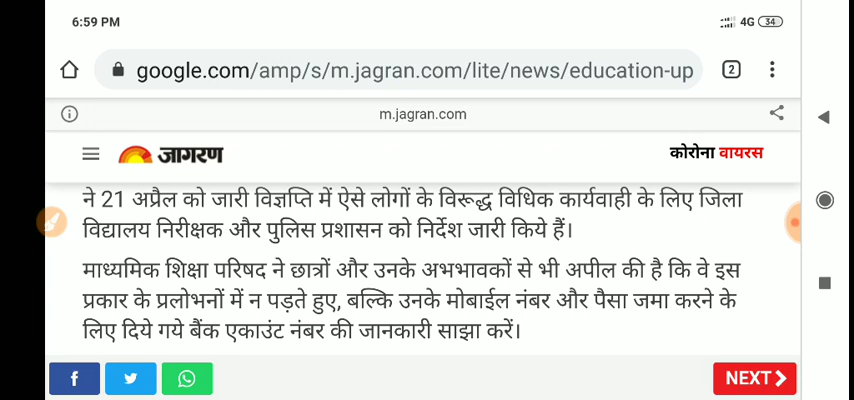 6:59 PM
4G 34
google.com/amp/s/m.jagran.com/lite/news/education-up
2
m.jagran.com
जागरण
कोरोना वायरस
ने 21 अप्रैल को जारी विज्ञप्ति में ऐसे लोगों के विरूद्ध विधिक कार्यवाही के लिए जिला
विद्यालय निरीक्षक और पुलिस प्रशासन को निर्देश जारी किये हैं।
माध्यमिक शिक्षा परिषद ने छात्रों और उनके अभभावकों से भी अपील की है कि वे इस
प्रकार के प्रलोभनों में न पड़ते हुए, बल्कि उनके मोबाईल नंबर और पैसा जमा करने के
लिए दिये गये बैंक एकाउंट नंबर की जानकारी साझा करें।
f
NEXT